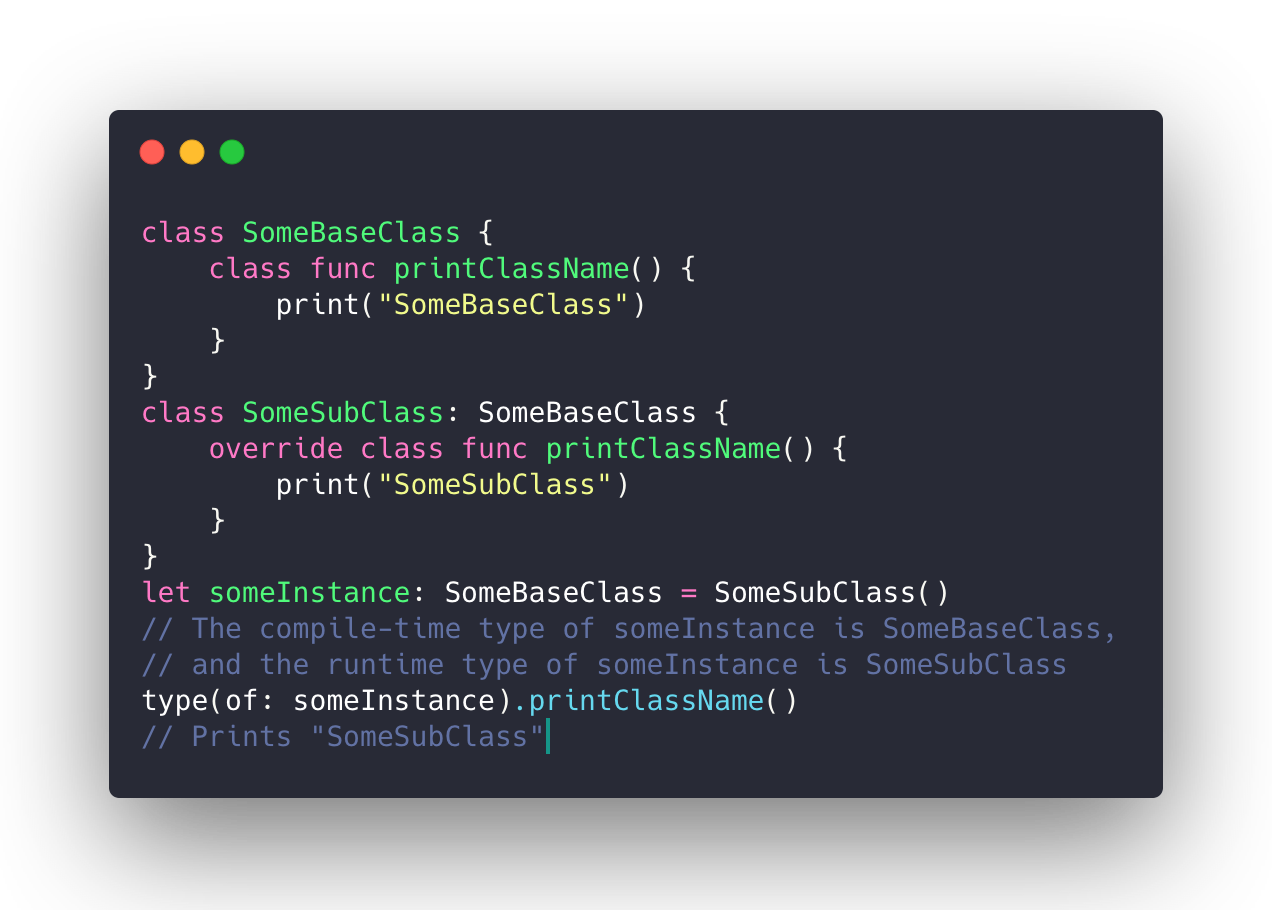 class SomeBaseClass {
    class func printClassName() {
        print("SomeBaseClass")
    }
}
class SomeSubClass: SomeBaseClass {
    override class func printClassName() {
        print("SomeSubClass")
    }
}
let someInstance: SomeBaseClass = SomeSubClass()
// The compile-time type of someInstance is SomeBaseClass,
// and the runtime type of someInstance is SomeSubClass
type(of: someInstance).printClassName()
// Prints "SomeSubClass"